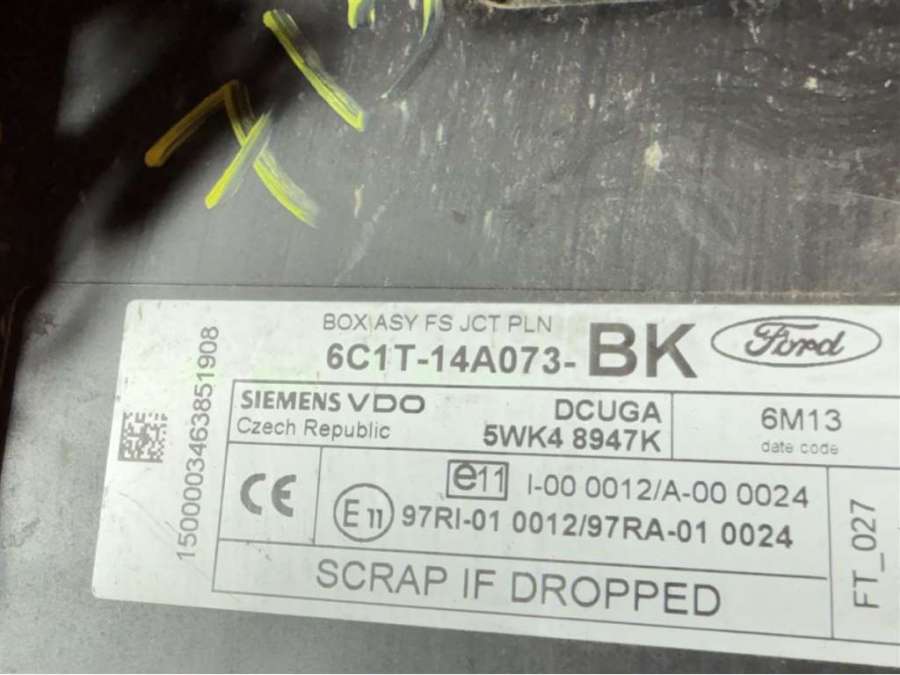 BOX ASY FS JCT PLN
6C1T-14A073-BK
Ford
SIEMENS VDO
Czech Republic
DCUGA
5WK4 8947K
6M13
date code
CE
e11 I-00 0012/A-00 0024
E11 97RI-01 0012/97RA-01 0024
SCRAP IF DROPPED
FT_027
1500003463851908